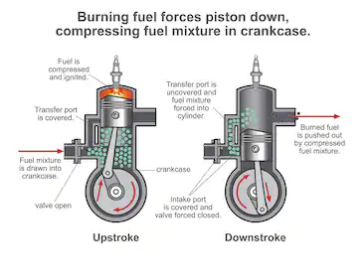 Burning fuel forces piston down,
compressing fuel mixture in crankcase.
Fuel is
compressed
and ignited.
Transfer port
is covered.
Fuel mixture
is drawn into
crankcase.
valve open
crankcase
Upstroke
Transfer port is
uncovered and
fuel mixture
forced into
cylinder.
Burned fuel
is pushed out
by compressed
fuel mixture.
Intake port
is covered and
valve forced closed.
Downstroke